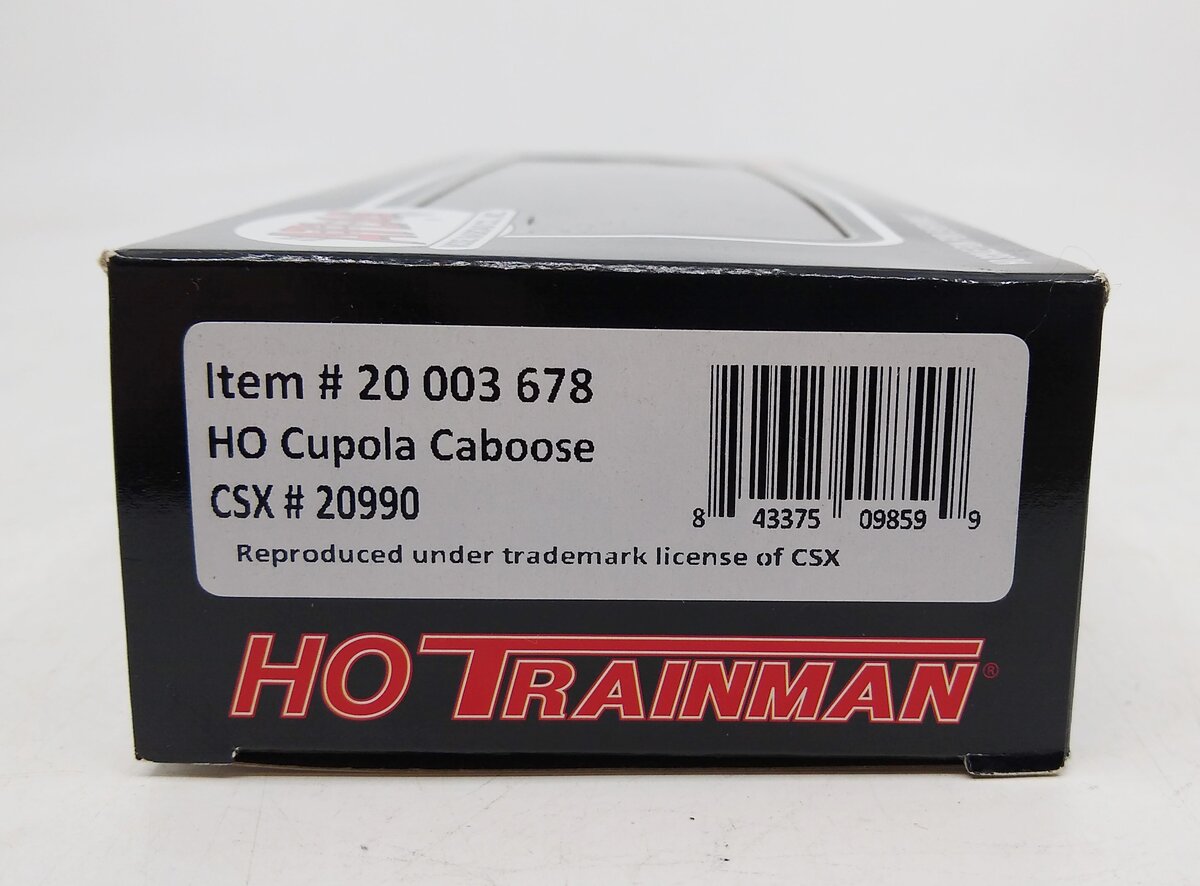 Item # 20 003 678
HO Cupola Caboose
CSX # 20990
Reproduced under trademark license of CSX
8 43375 09859 9
HO TRAINMAN®